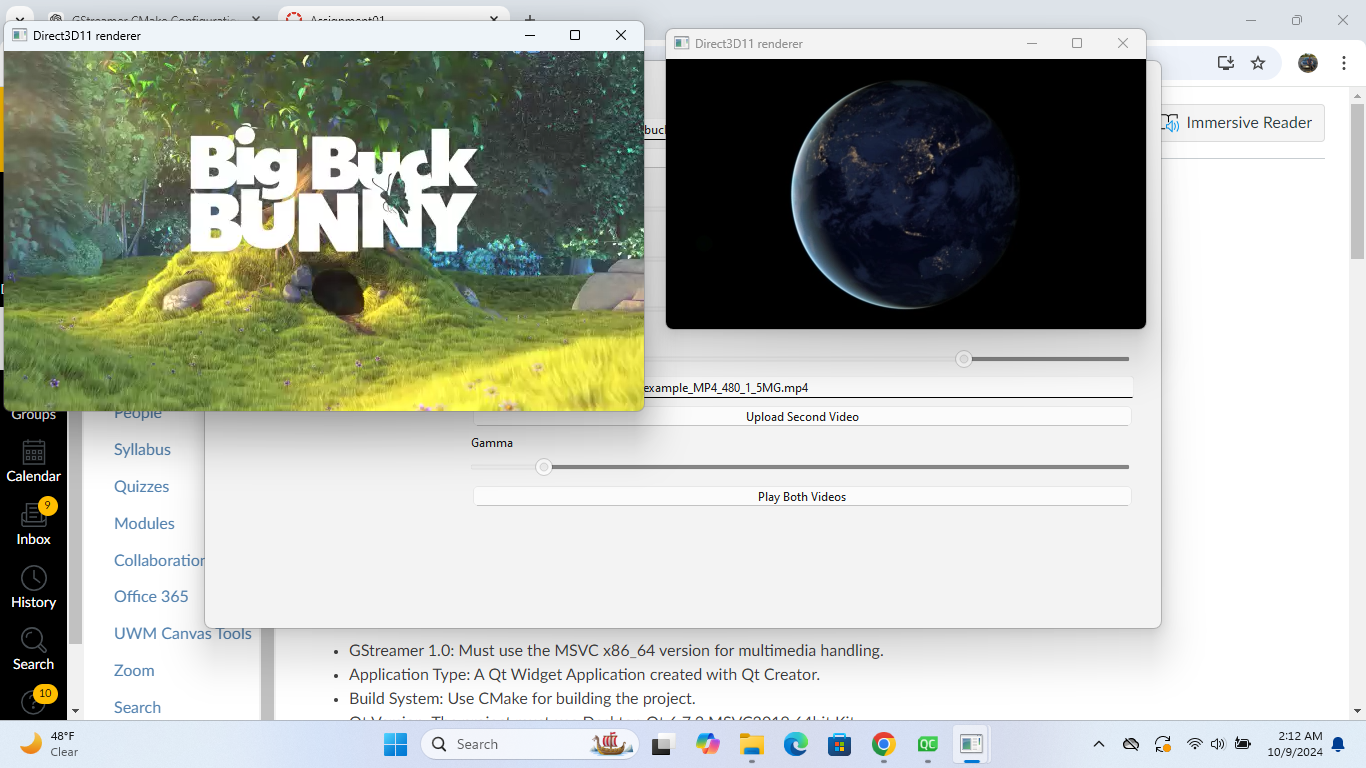 GStreamer CMake Configuratio
Assignment01
Direct3D11 renderer
Direct3D11 renderer
Big Buck
BUNNY
buck
Immersive Reader
example_MP4_480_1_5MG.mp4
Upload Second Video
Gamma
Play Both Videos
Groups
Calendar
9
Inbox
History
Search
10
People
Syllabus
Quizzes
Modules
Collaboration
Office 365
UWM Canvas Tools
Zoom
Search
• GStreamer 1.0: Must use the MSVC x86_64 version for multimedia handling.
• Application Type: A Qt Widget Application created with Qt Creator.
• Build System: Use CMake for building the project.
48°F
Clear
Search
QC
2:12 AM
10/9/2024